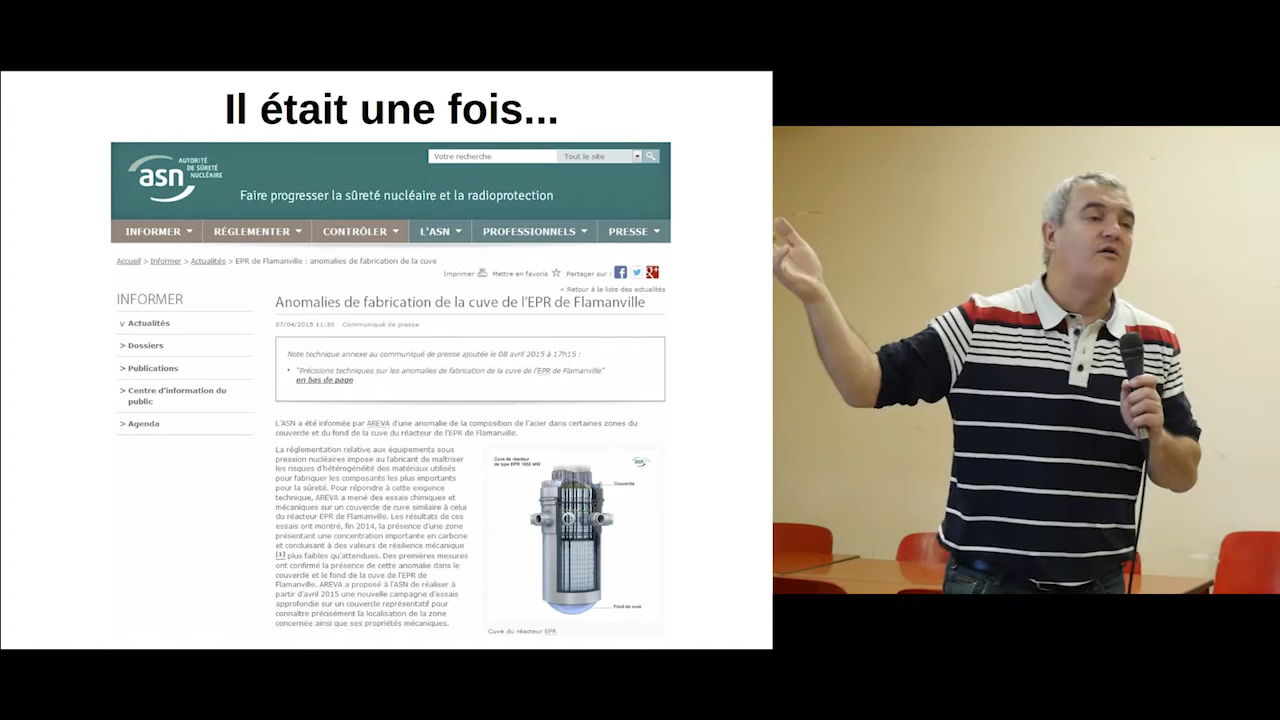 Il était une fois...
asn
AUTORITÉ
DE SÛRETÉ
NUCLÉAIRE
Votre recherche
Tout le site
Faire progresser la sûreté nucléaire et la radioprotection
INFORMER
RÉGLEMENTER
CONTRÔLER
L'ASN
PROFESSIONNELS
PRESSE
Accueil > Informer > Actualités > EPR de Flamanville : anomalies de fabrication de la cuve
Imprimer
Mettre en favoris
Partager sur :
< Retour à la liste des actualités
INFORMER
v Actualités
> Dossiers
> Publications
> Centre d'information du
public
> Agenda
Anomalies de fabrication de la cuve de l'EPR de Flamanville
07/04/2015 11:30 Communiqué de presse
Note technique annexe au communiqué de presse ajoutée le 08 avril 2015 à 17h15 :
• "Précisions techniques sur les anomalies de fabrication de la cuve de l'EPR de Flamanville"
en bas de page
L'ASN a été informée par AREVA d'une anomalie de la composition de l'acier dans certaines zones du
couvercle et du fond de la cuve du réacteur de l'EPR de Flamanville.
La réglementation relative aux équipements sous
pression nucléaires impose au fabricant de maîtriser
les risques d'hétérogénéité des matériaux utilisés
pour fabriquer les composants les plus importants
pour la sûreté. Pour répondre à cette exigence
technique, AREVA a mené des essais chimiques et
mécaniques sur un couvercle de cuve similaire à celui
du réacteur EPR de Flamanville. Les résultats de ces
essais ont montré, fin 2014, la présence d'une zone
présentant une concentration importante en carbone
et conduisant à des valeurs de résilience mécanique
[1] plus faibles qu'attendues. Des premières mesures
ont confirmé la présence de cette anomalie dans le
couvercle et le fond de la cuve de l'EPR de
Flamanville. AREVA a proposé à l'ASN de réaliser à
partir d'avril 2015 une nouvelle campagne d'essais
approfondie sur un couvercle représentatif pour
connaître précisément la localisation de la zone
concernée ainsi que ses propriétés mécaniques.
Cuve de réacteur
de type EPR 1650 MW
asn
Couvercle
Fond de cuve
Cuve du réacteur EPR